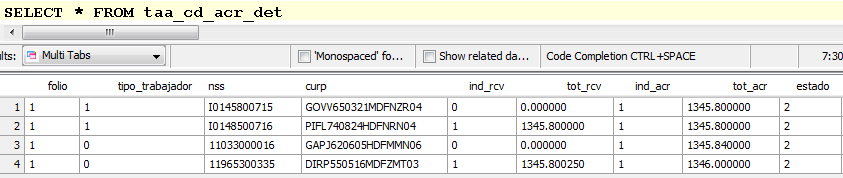 SELECT * FROM taa_cd_acr_det
lts: Multi Tabs 'Monospaced' fo... Show related da... Code Completion CTRL+SPACE 7:30
folio tipo_trabajador nss curp ind_rcv tot_rcv ind_acr tot_acr estado
1 1 1 I0145800715 GOVV650321MDFNZR04 0 0.000000 1 1345.800000 2
2 1 1 I0148500716 PIFL740824HDFNRN04 1 1345.800000 1 1345.800000 2
3 1 0 11033000016 GAPJ620605HDFMMN06 0 0.000000 1 1345.840000 2
4 1 0 11965300335 DIRP550516MDFZMT03 1 1345.800250 1 1346.000000 2